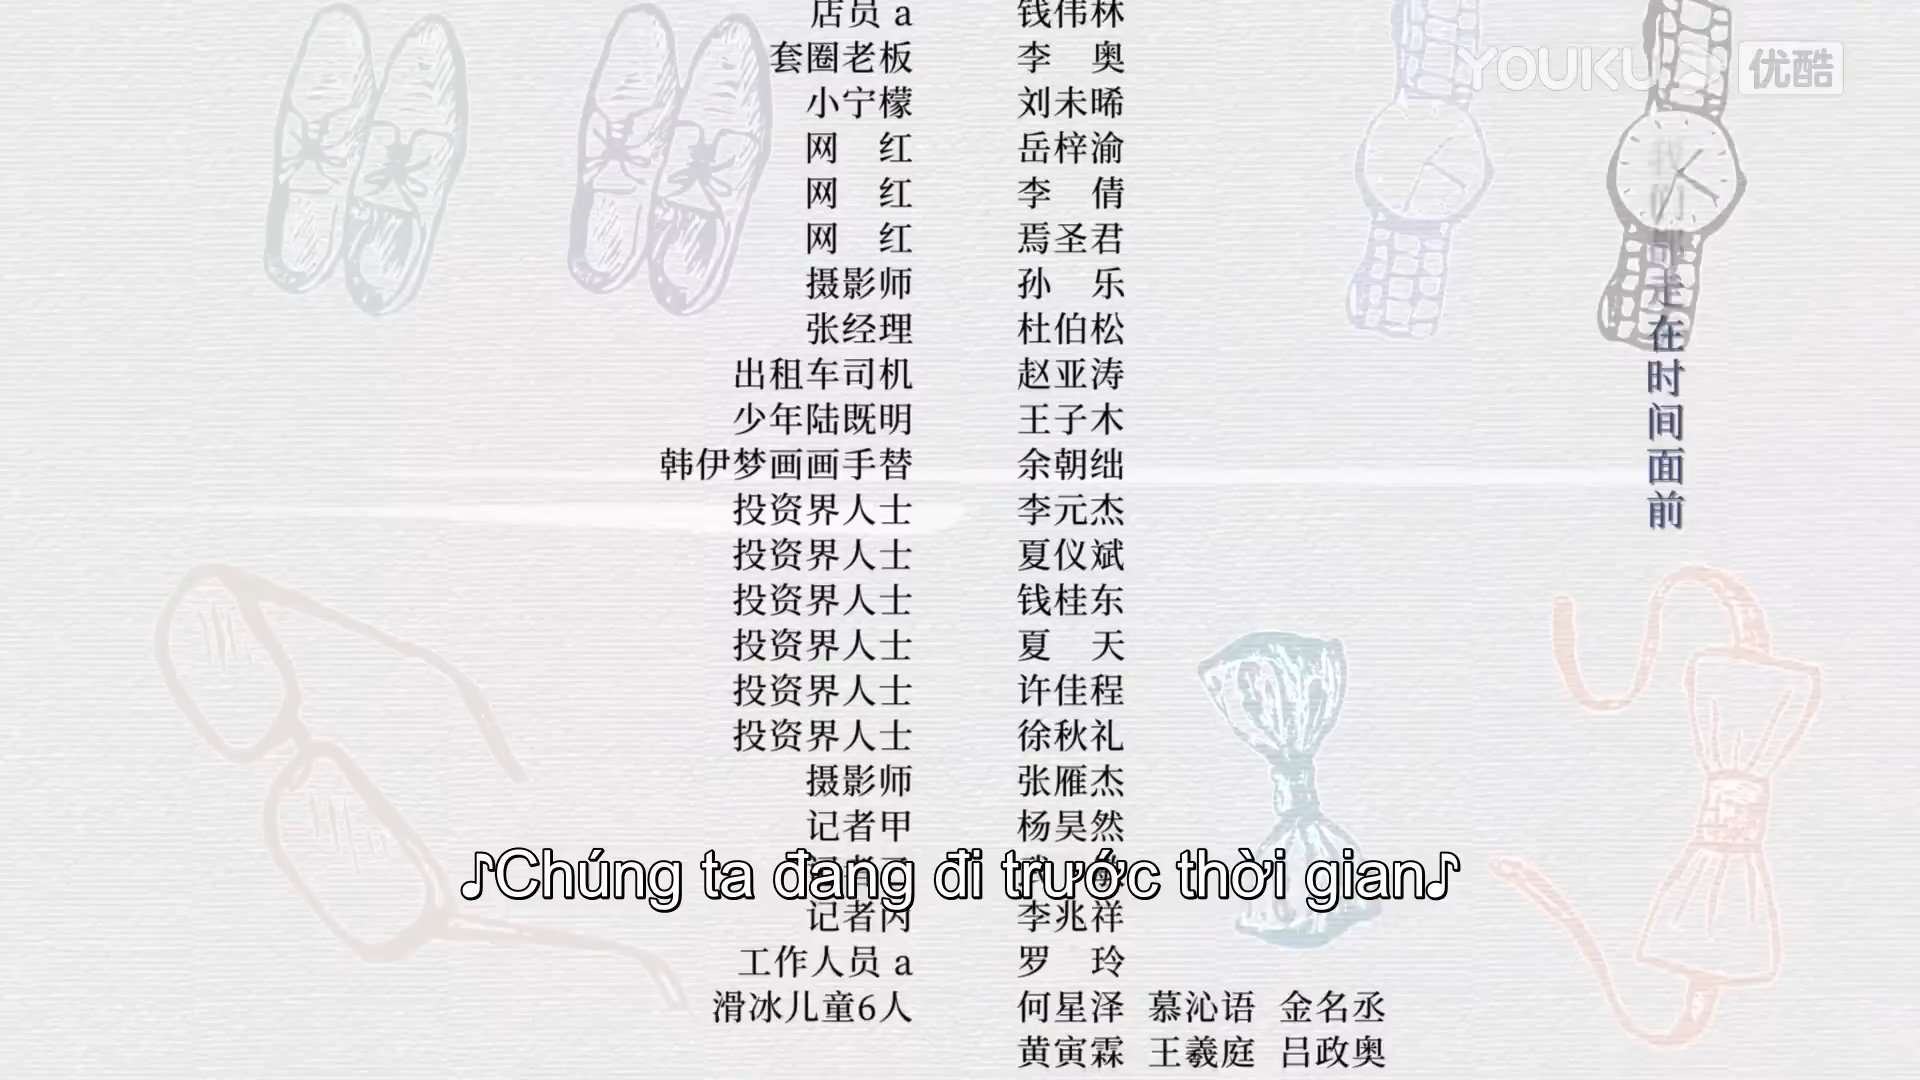 店员 a 钱伟林
套圈老板 李 奥
小宁檬 刘未晞
网 红 岳梓渝
网 红 李 倩
网 红 焉圣君
摄影师 孙 乐
张经理 杜伯松
出租车司机 赵亚涛
少年陆既明 王子木
韩伊梦画画手替 余朝绌
投资界人士 李元杰
投资界人士 夏仪斌
投资界人士 钱桂东
投资界人士 夏 天
投资界人士 许佳程
投资界人士 徐秋礼
摄影师 张雁杰
记者甲 杨昊然
♪Chúng ta đang đi trước thời gian♪
记者丙 李兆祥
工作人员 a 罗 玲
滑冰儿童6人 何星泽 慕沁语 金名丞
黄寅霖 王羲庭 吕政奥
YOUKU 优酷
我们都走在时间面前